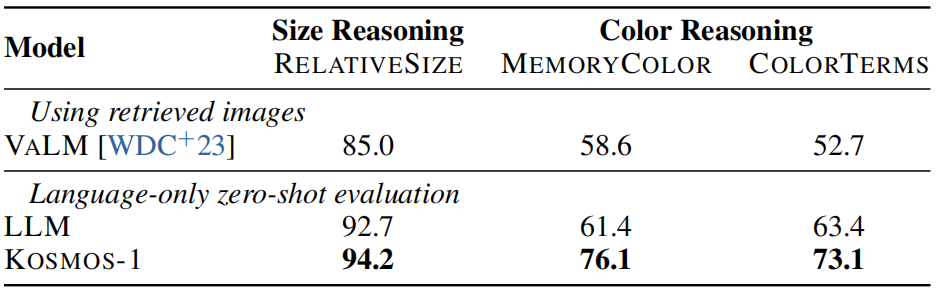 Model Size Reasoning Color Reasoning
RELATIVESIZE MEMORYCOLOR COLORTERMS
Using retrieved images
VALM [WDC+23] 85.0 58.6 52.7
Language-only zero-shot evaluation
LLM 92.7 61.4 63.4
KOSMOS-1 94.2 76.1 73.1